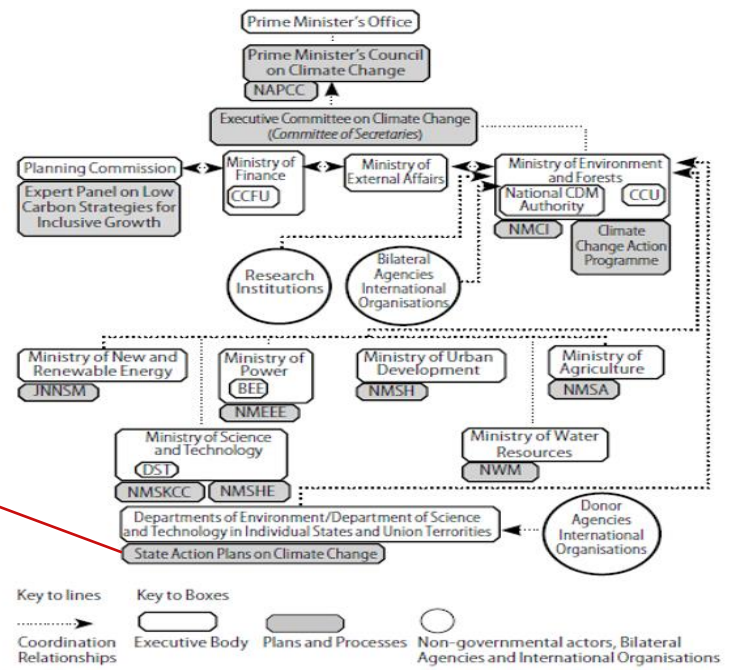 Prime Minister's Office
Prime Minister's Council
on Climate Change
NAPCC
Executive Committee on Climate Change
(Committee of Secretaries)
Planning Commission
Expert Panel on Low
Carbon Strategies for
Inclusive Growth
Ministry of
Finance
CCFU
Ministry of
External Affairs
Ministry of Environment
and Forests
National CDM
Authority
CCU
NMCI
Climate
Change Action
Programme
Research
Institutions
Bilateral
Agencies
International
Organisations
Ministry of New and
Renewable Energy
JNNSM
Ministry of
Power
BEE
NMEEE
Ministry of Urban
Development
NMSH
Ministry of
Agriculture
NMSA
Ministry of Science
and Technology
DST
NMSKCC
NMSHE
Ministry of Water
Resources
NWM
Departments of Environment/Department of Science
and Technology in Individual States and Union Terrorities
State Action Plans on Climate Change
Donor
Agencies
International
Organisations
Key to lines
Key to Boxes
Coordination
Relationships
Executive Body
Plans and Processes
Non-governmental actors, Bilateral
Agencies and International Organisations